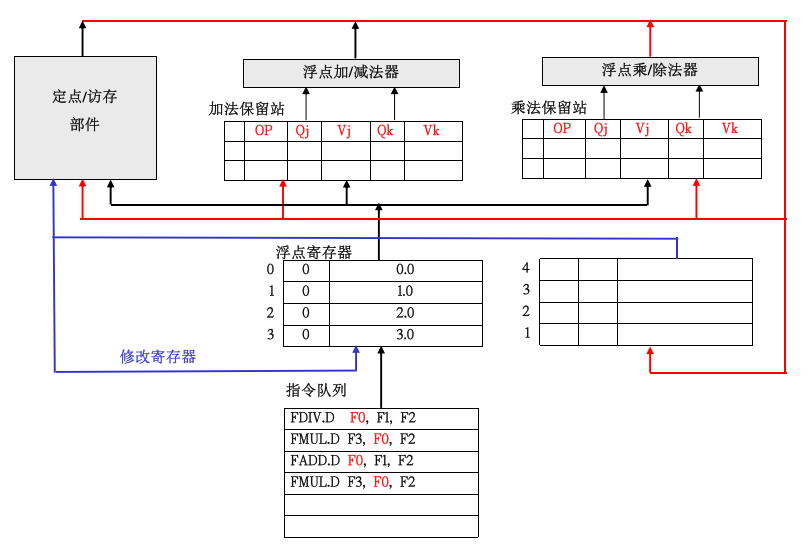 定点/访存
部件
浮点加/减法器
浮点乘/除法器
加法保留站
乘法保留站
OP Qj Vj Qk Vk
OP Qj Vj Qk Vk
浮点寄存器
0 0 0.0
1 0 1.0
2 0 2.0
3 0 3.0
4
3
2
1
修改寄存器
指令队列
FDIV.D F0, F1, F2
FMUL.D F3, F0, F2
FADD.D F0, F1, F2
FMUL.D F3, F0, F2